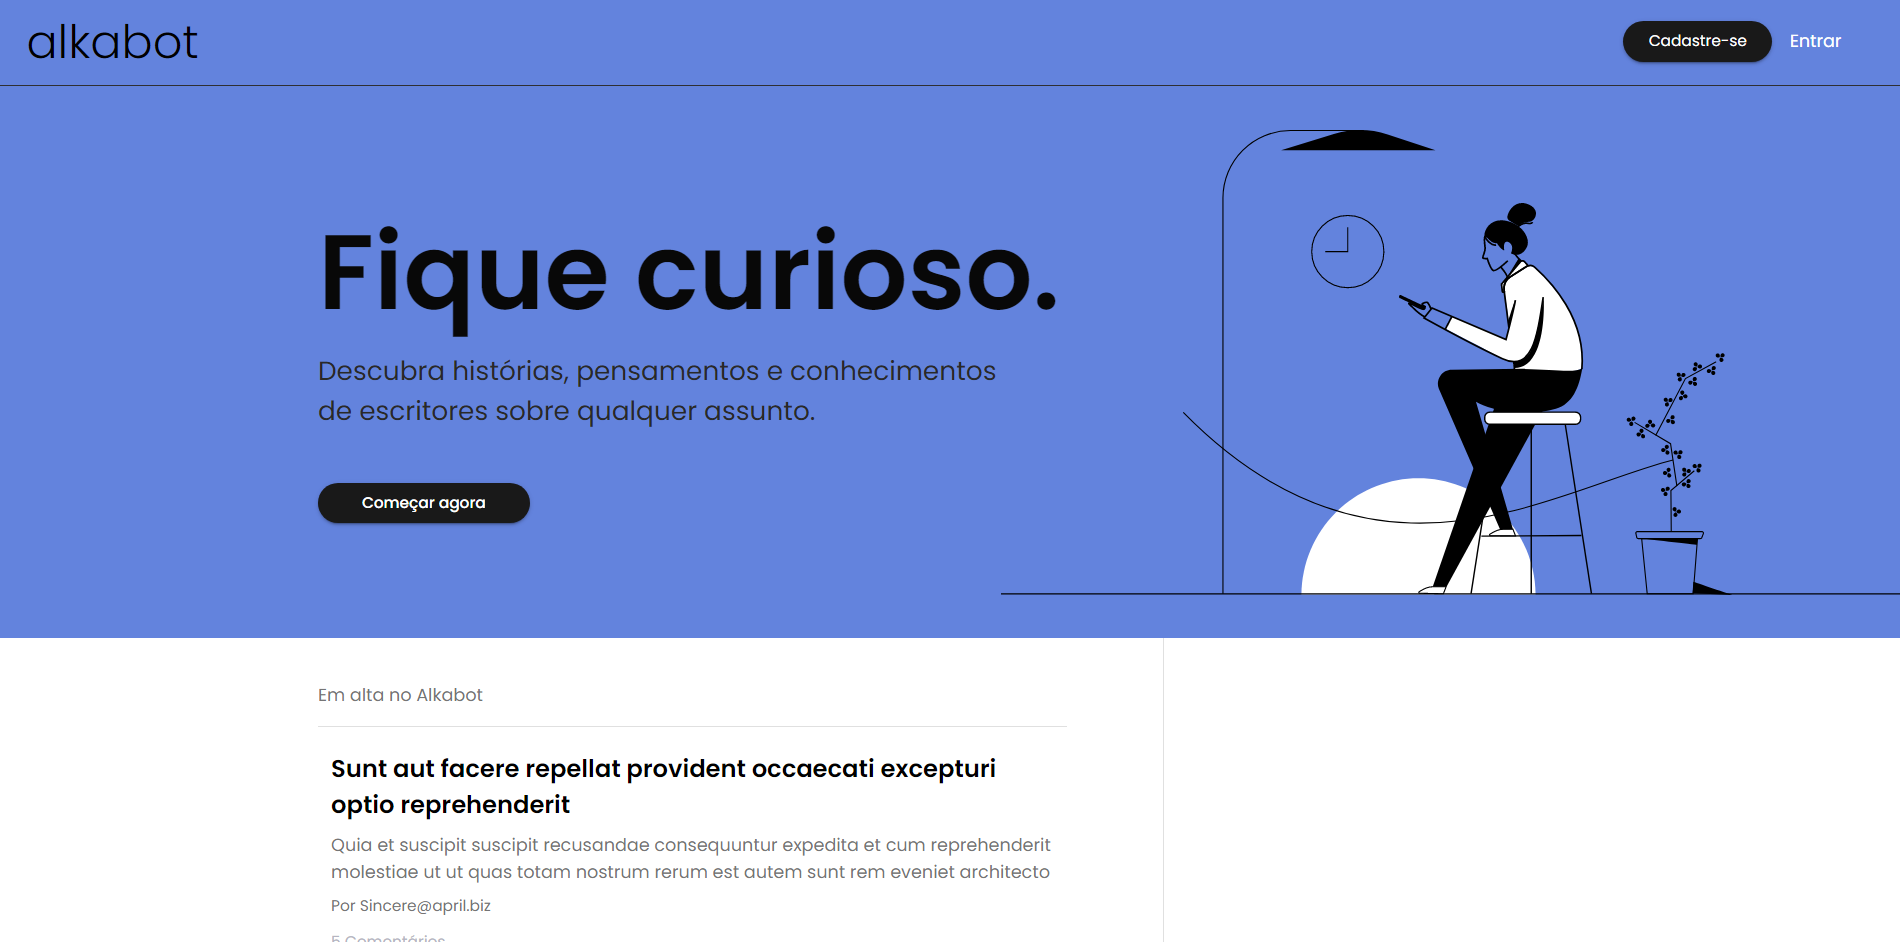 alkabot
Cadastre-se
Entrar
Fique curioso.
Descubra histórias, pensamentos e conhecimentos
de escritores sobre qualquer assunto.
Começar agora
Em alta no Alkabot
Sunt aut facere repellat provident occaecati excepturi
optio reprehenderit
Quia et suscipit suscipit recusandae consequuntur expedita et cum reprehenderit
molestiae ut ut quas totam nostrum rerum est autem sunt rem eveniet architecto
Por Sincere@april.biz
5 Comentários